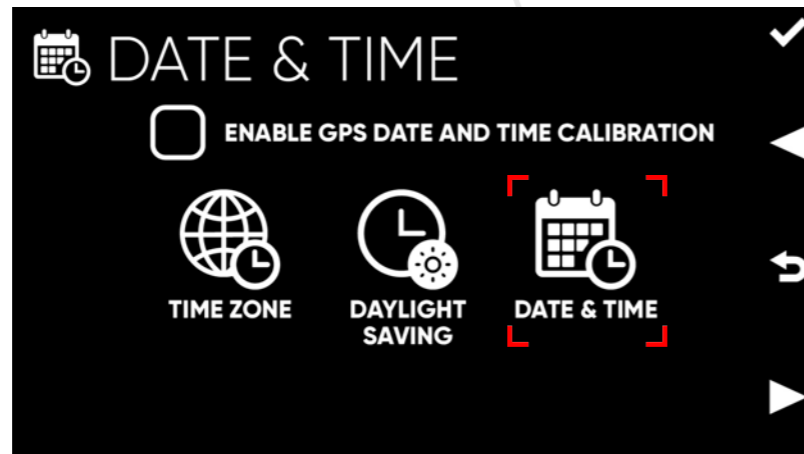 DATE & TIME
ENABLE GPS DATE AND TIME CALIBRATION
TIME ZONE
DAYLIGHT
SAVING
DATE & TIME